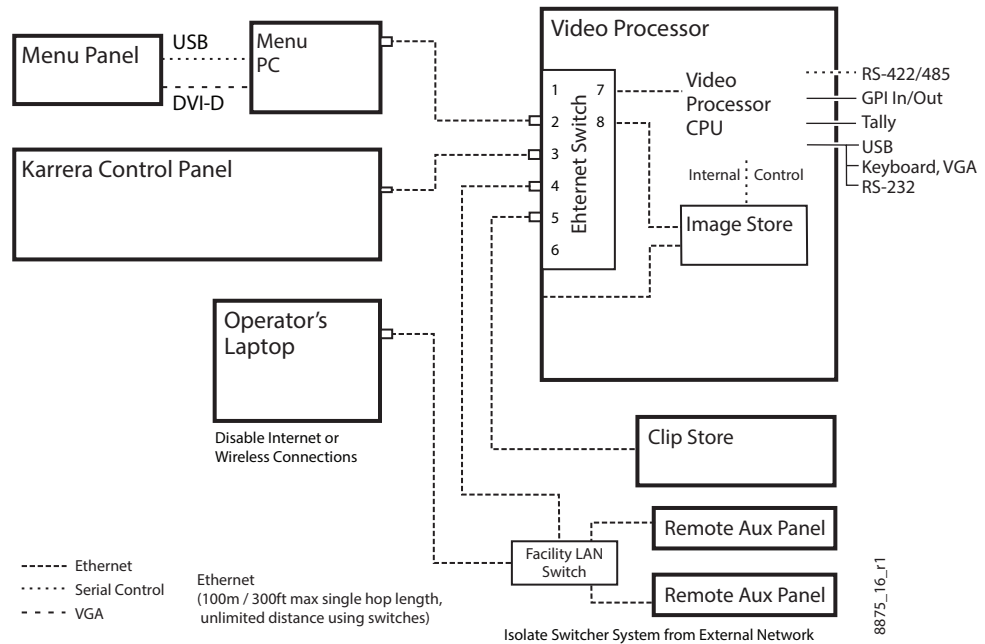 Menu Panel
USB
DVI-D
Menu
PC
Karrera Control Panel
Operator's
Laptop
Disable Internet or
Wireless Connections
Video Processor
Ehternet Switch
1 7
2 8
3
4
5
6
Video
Processor
CPU
Internal Control
Image Store
RS-422/485
GPI In/Out
Tally
USB
Keyboard, VGA
RS-232
Clip Store
Remote Aux Panel
Facility LAN
Switch
Remote Aux Panel
Ethernet
Serial Control
VGA
Ethernet
(100m / 300ft max single hop length,
unlimited distance using switches)
Isolate Switcher System from External Network
8875_16_r1